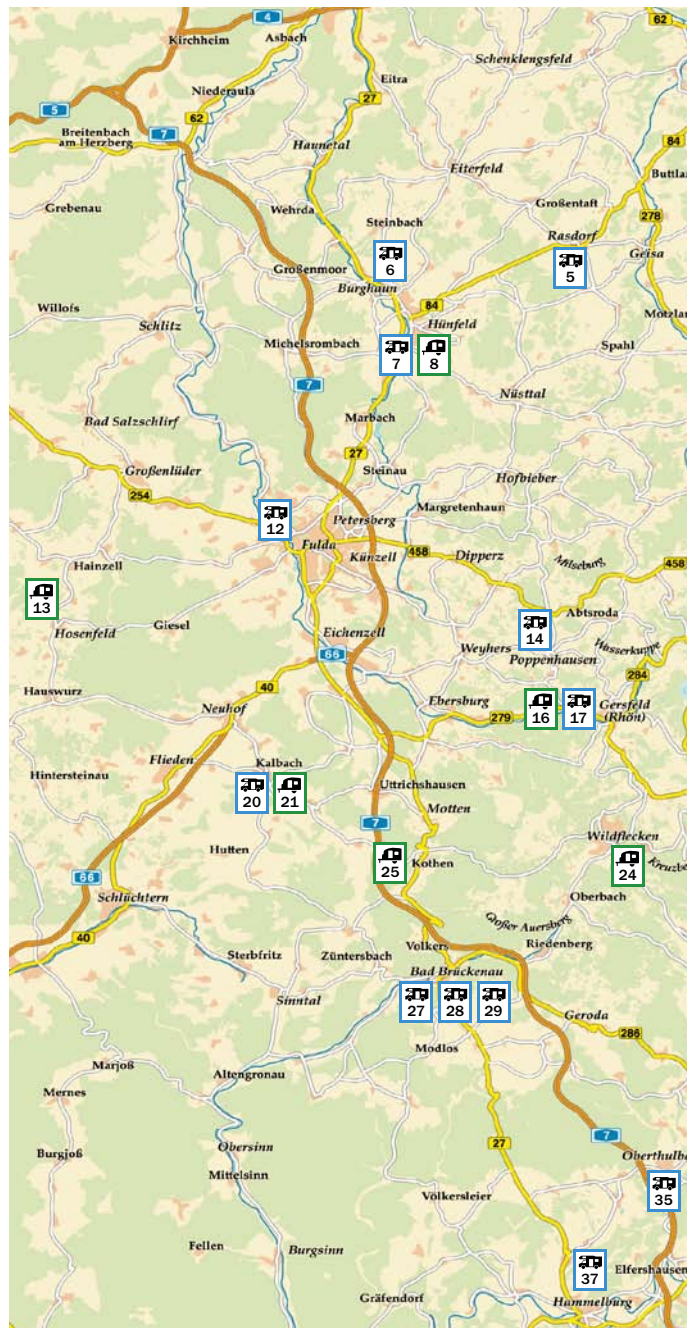 4
62
Kirchheim
Asbach
Schenklengsfeld
Eitra
Niederaula
27
5
62
7
Breitenbach
am Herzberg
Haunetal
84
Eiterfeld
Grebenau
Wehrda
Großentaft
278
Steinbach
Rasdorf
Geisa
6
5
Großenmoor
Burghaun
84
Willofs
Schlitz
Hünfeld
Michelsrombach
7
8
Spahl
7
Nüsttal
Bad Salzschlirf
Marbach
27
Großenlüder
Steinau
Hofbieber
254
Margretenhaun
12
Petersberg
Fulda
Künzell
458
Dipperz
Milseburg
458
Hainzell
13
Abtsroda
Hosenfeld
Giesel
Eichenzell
14
Weyhers
Poppenhausen
Wasserkuppe
66
284
Hauswurz
40
Neuhof
Ebersburg
279
16
17
Gersfeld
(Rhön)
Flieden
Kalbach
Hintersteinau
20
21
Uttrichshausen
Motten
7
Wildflecken
Hutten
25
Kothen
24
66
Schlüchtern
Oberbach
Großer Auersberg
40
Volkers
Riedenberg
Sterbfritz
Züntersbach
Bad Brückenau
Sinntal
27
28
29
Geroda
286
Modlos
Marjoß
Altengronau
Mernes
7
27
Obersinn
Burgjoß
Mittelsinn
35
Völkersleier
Fellen
Burgsinn
37
Gräfendorf
Hammelburg